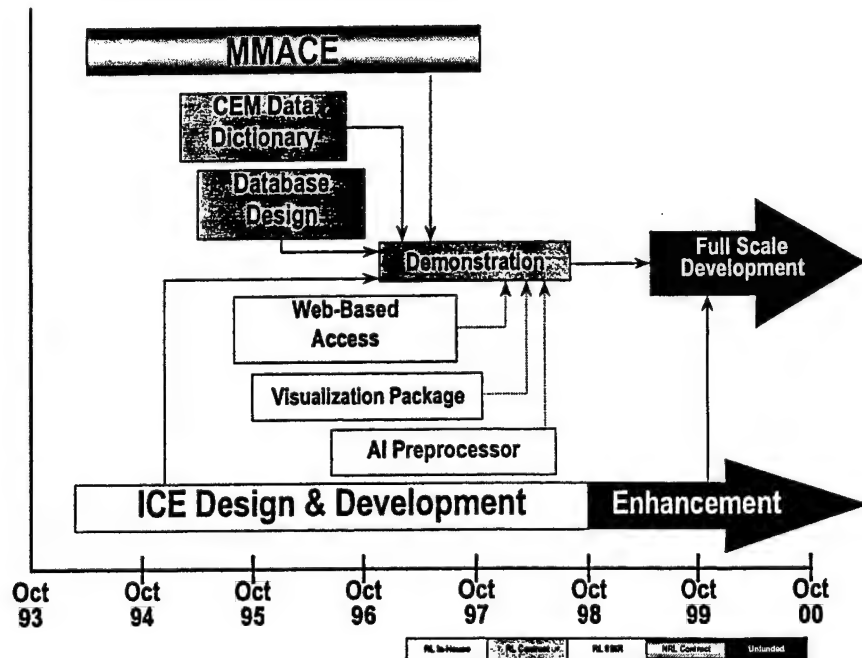 MMACE
CEM Data
Dictionary
Database
Design
Demonstration
Full Scale
Development
Web-Based
Access
Visualization Package
AI Preprocessor
ICE Design & Development
Enhancement
Oct
93
Oct
94
Oct
95
Oct
96
Oct
97
Oct
98
Oct
99
Oct
00
RL In-House
RL Contract
RL SBIR
NRL Contract
Unfunded